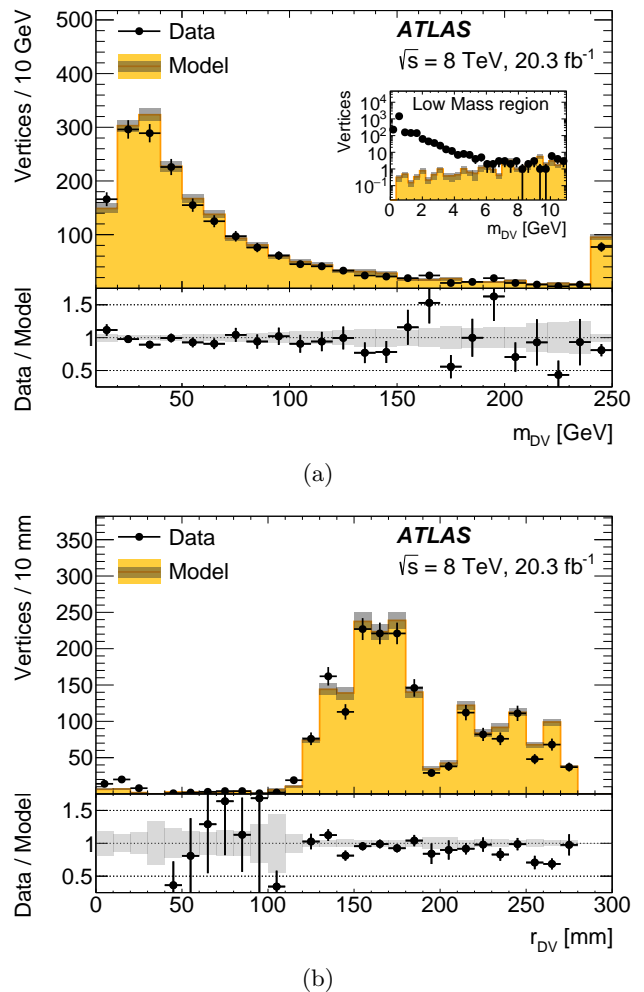 Vertices / 10 GeV
500
400
300
200
100
Data
Model
ATLAS
√s = 8 TeV, 20.3 fb⁻¹
Low Mass region
Vertices
10⁴
10³
10²
10
1
10⁻¹
0 2 4 6 8 10
m_DV [GeV]
Data / Model
1.5
1
0.5
50 100 150 200 250
m_DV [GeV]
(a)
Vertices / 10 mm
350
300
250
200
150
100
50
Data
Model
ATLAS
√s = 8 TeV, 20.3 fb⁻¹
Data / Model
1.5
1
0.5
0 50 100 150 200 250 300
r_DV [mm]
(b)